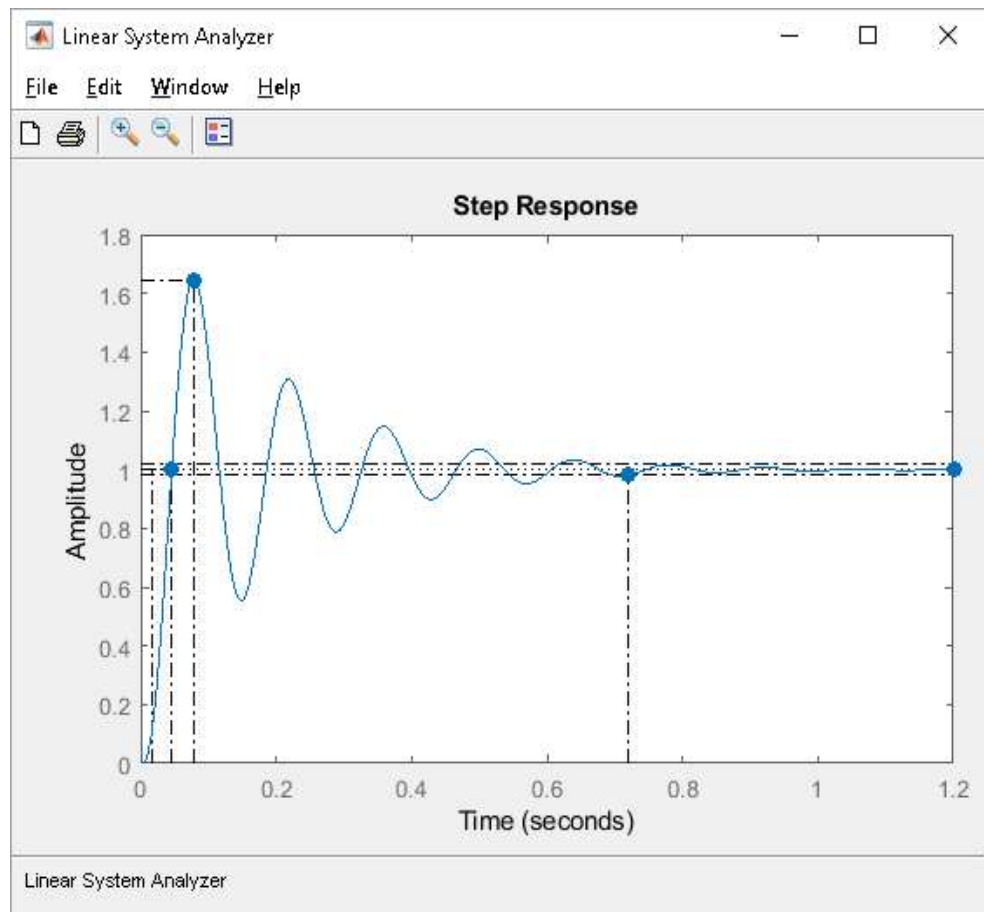 Linear System Analyzer
File Edit Window Help
Step Response
1.8
1.6
1.4
1.2
1
0.8
0.6
0.4
0.2
0
Amplitude
0 0.2 0.4 0.6 0.8 1 1.2
Time (seconds)
Linear System Analyzer